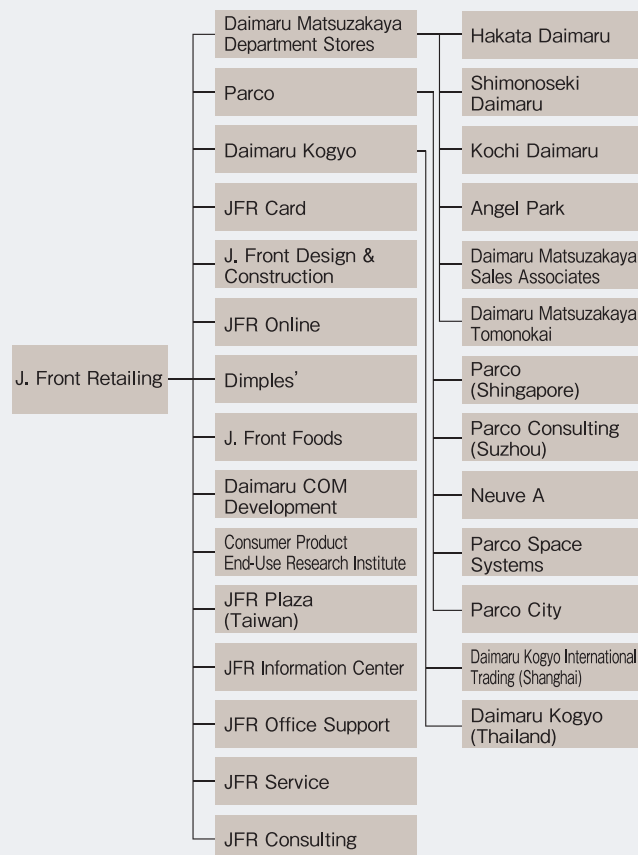 J. Front Retailing
Daimaru Matsuzakaya
Department Stores
Parco
Daimaru Kogyo
JFR Card
J. Front Design &
Construction
JFR Online
Dimples’
J. Front Foods
Daimaru COM
Development
Consumer Product
End-Use Research Institute
JFR Plaza
(Taiwan)
JFR Information Center
JFR Office Support
JFR Service
JFR Consulting
Hakata Daimaru
Shimonoseki
Daimaru
Kochi Daimaru
Angel Park
Daimaru Matsuzakaya
Sales Associates
Daimaru Matsuzakaya
Tomonokai
Parco
(Shingapore)
Parco Consulting
(Suzhou)
Neuve A
Parco Space
Systems
Parco City
Daimaru Kogyo International
Trading (Shanghai)
Daimaru Kogyo
(Thailand)